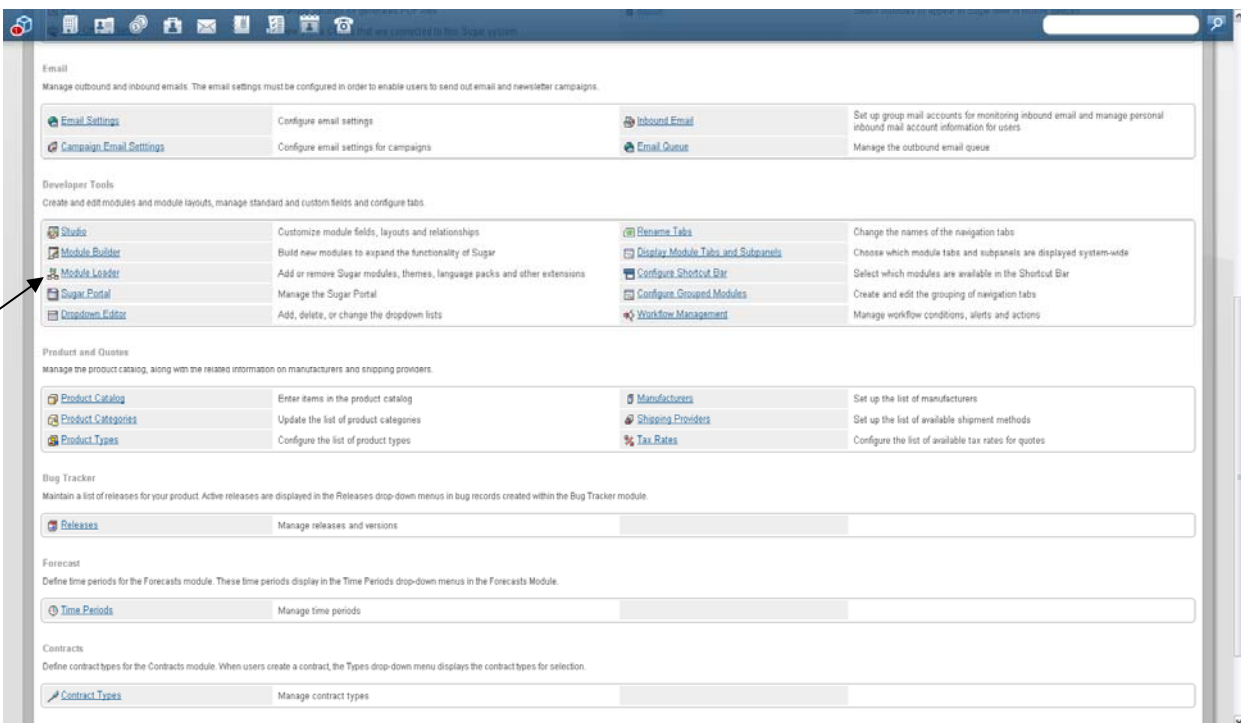 Email
Manage outbound and inbound emails. The email settings must be configured in order to enable users to send out email and newsletter campaigns.
Email Settings Configure email settings Inbound Email Set up group mail accounts for monitoring inbound email and manage personal
inbound mail account information for users
Campaign Email Setttings Configure email settings for campaigns Email Queue Manage the outbound email queue
Developer Tools
Create and edit modules and module layouts, manage standard and custom fields and configure tabs.
Studio Customize module fields, layouts and relationships Rename Tabs Change the names of the navigation tabs
Module Builder Build new modules to expand the functionality of Sugar Display Module Tabs and Subpanels Choose which module tabs and subpanels are displayed system-wide
Module Loader Add or remove Sugar modules, themes, language packs and other extensions Configure Shortcut Bar Select which modules are available in the Shortcut Bar
Sugar Portal Manage the Sugar Portal Configure Grouped Modules Create and edit the grouping of navigation tabs
Dropdown Editor Add, delete, or change the dropdown lists Workflow Management Manage workflow conditions, alerts and actions
Product and Quotes
Manage the product catalog, along with the related information on manufacturers and shipping providers.
Product Catalog Enter items in the product catalog Manufacturers Set up the list of manufacturers
Product Categories Update the list of product categories Shipping Providers Set up the list of available shipment methods
Product Types Configure the list of product types Tax Rates Configure the list of available tax rates for quotes
Bug Tracker
Maintain a list of releases for your product. Active releases are displayed in the Releases drop-down menus in bug records created within the Bug Tracker module.
Releases Manage releases and versions
Forecast
Define time periods for the Forecasts module. These time periods display in the Time Periods drop-down menus in the Forecasts Module.
Time Periods Manage time periods
Contracts
Define contract types for the Contracts module. When users create a contract, the Types drop-down menu displays the contract types for selection.
Contract Types Manage contract types